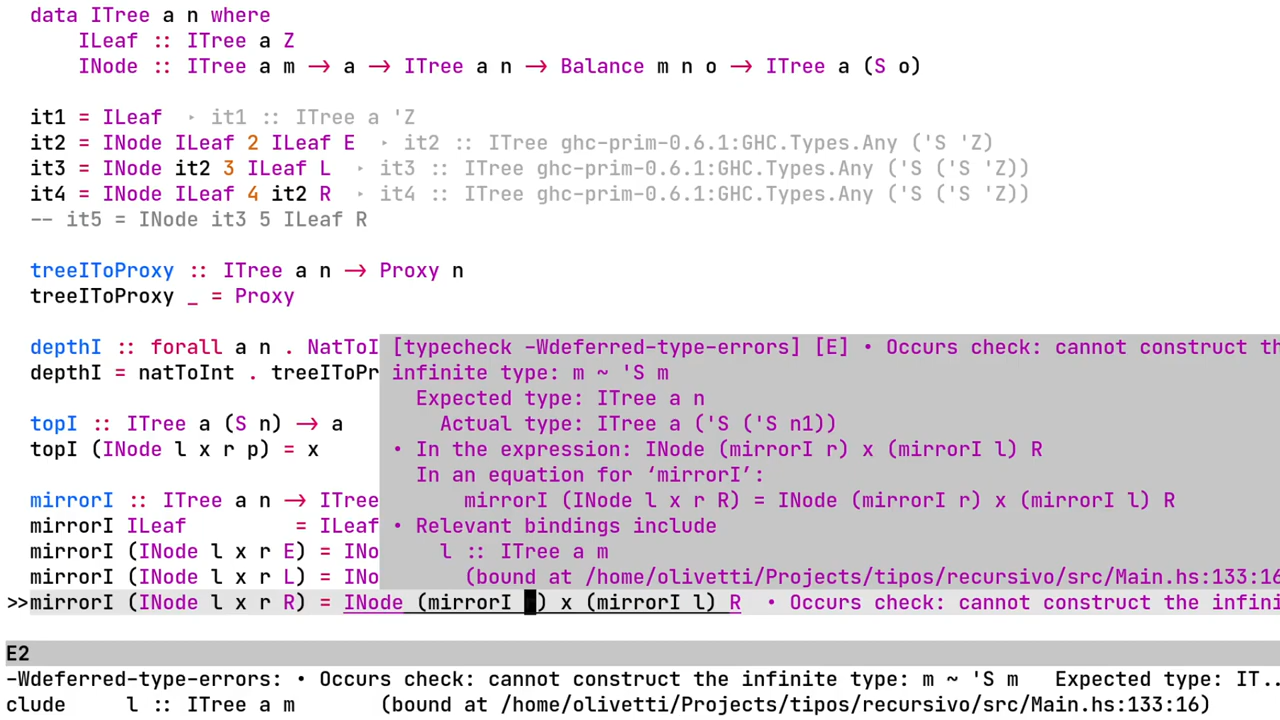 data ITree a n where
    ILeaf :: ITree a Z
    INode :: ITree a m → a → ITree a n → Balance m n o → ITree a (S o)
it1 = ILeaf  ‣ it1 :: ITree a 'Z
it2 = INode ILeaf 2 ILeaf E  ‣ it2 :: ITree ghc-prim-0.6.1:GHC.Types.Any ('S 'Z)
it3 = INode it2 3 ILeaf L  ‣ it3 :: ITree ghc-prim-0.6.1:GHC.Types.Any ('S ('S 'Z))
it4 = INode ILeaf 4 it2 R  ‣ it4 :: ITree ghc-prim-0.6.1:GHC.Types.Any ('S ('S 'Z))
-- it5 = INode it3 5 ILeaf R
treeIToProxy :: ITree a n → Proxy n
treeIToProxy _ = Proxy
depthI :: forall a n . NatToI
depthI = natToInt . treeIToPr
topI :: ITree a (S n) → a
topI (INode l x r p) = x
mirrorI :: ITree a n → ITree
mirrorI ILeaf         = ILeaf
mirrorI (INode l x r E) = INo
mirrorI (INode l x r L) = INo
[typecheck -Wdeferred-type-errors] [E] • Occurs check: cannot construct th
infinite type: m ~ 'S m
  Expected type: ITree a n
    Actual type: ITree a ('S ('S n1))
• In the expression: INode (mirrorI r) x (mirrorI l) R
  In an equation for ‘mirrorI’:
      mirrorI (INode l x r R) = INode (mirrorI r) x (mirrorI l) R
• Relevant bindings include
    l :: ITree a m
      (bound at /home/olivetti/Projects/tipos/recursivo/src/Main.hs:133:16
>>mirrorI (INode l x r R) = INode (mirrorI r) x (mirrorI l) R  • Occurs check: cannot construct the infini
E2
-Wdeferred-type-errors: • Occurs check: cannot construct the infinite type: m ~ 'S m   Expected type: IT..
clude     l :: ITree a m       (bound at /home/olivetti/Projects/tipos/recursivo/src/Main.hs:133:16)